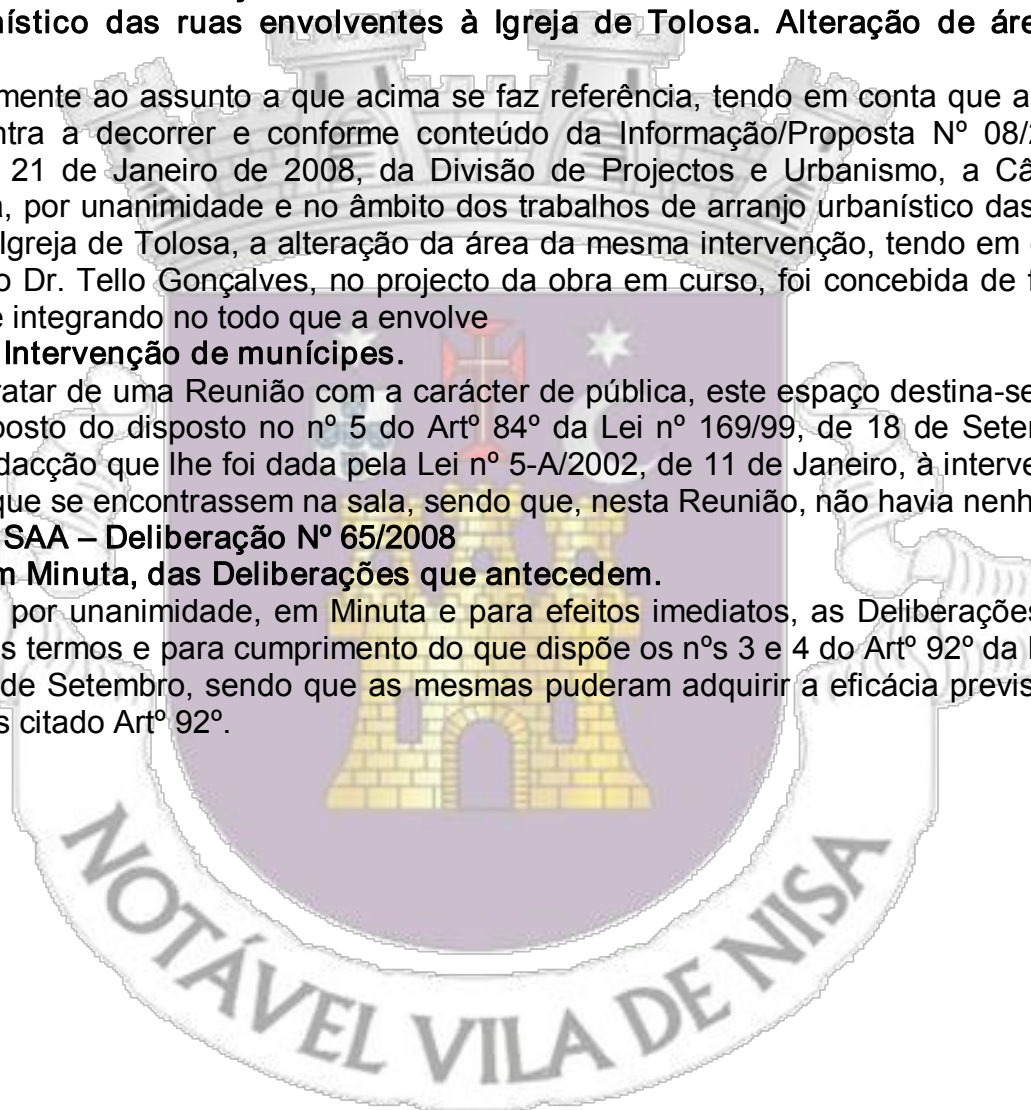 nístico das ruas envolventes à Igreja de Tolosa. Alteração de áre
mente ao assunto a que acima se faz referência, tendo em conta que a
ntra a decorrer e conforme conteúdo da Informação/Proposta Nº 08/2
21 de Janeiro de 2008, da Divisão de Projectos e Urbanismo, a Câ
, por unanimidade e no âmbito dos trabalhos de arranjo urbanístico das
Igreja de Tolosa, a alteração da área da mesma intervenção, tendo em
o Dr. Tello Gonçalves, no projecto da obra em curso, foi concebida de f
e integrando no todo que a envolve
Intervenção de munícipes.
ratar de uma Reunião com a carácter de pública, este espaço destina-se
posto do disposto no nº 5 do Artº 84º da Lei nº 169/99, de 18 de Seten
dacção que lhe foi dada pela Lei nº 5-A/2002, de 11 de Janeiro, à interve
que se encontrassem na sala, sendo que, nesta Reunião, não havia nenh
SAA – Deliberação Nº 65/2008
m Minuta, das Deliberações que antecedem.
por unanimidade, em Minuta e para efeitos imediatos, as Deliberações
s termos e para cumprimento do que dispõe os nºs 3 e 4 do Artº 92º da
de Setembro, sendo que as mesmas puderam adquirir a eficácia previs
s citado Artº 92º.
NOTÁVEL VILA DE NISA